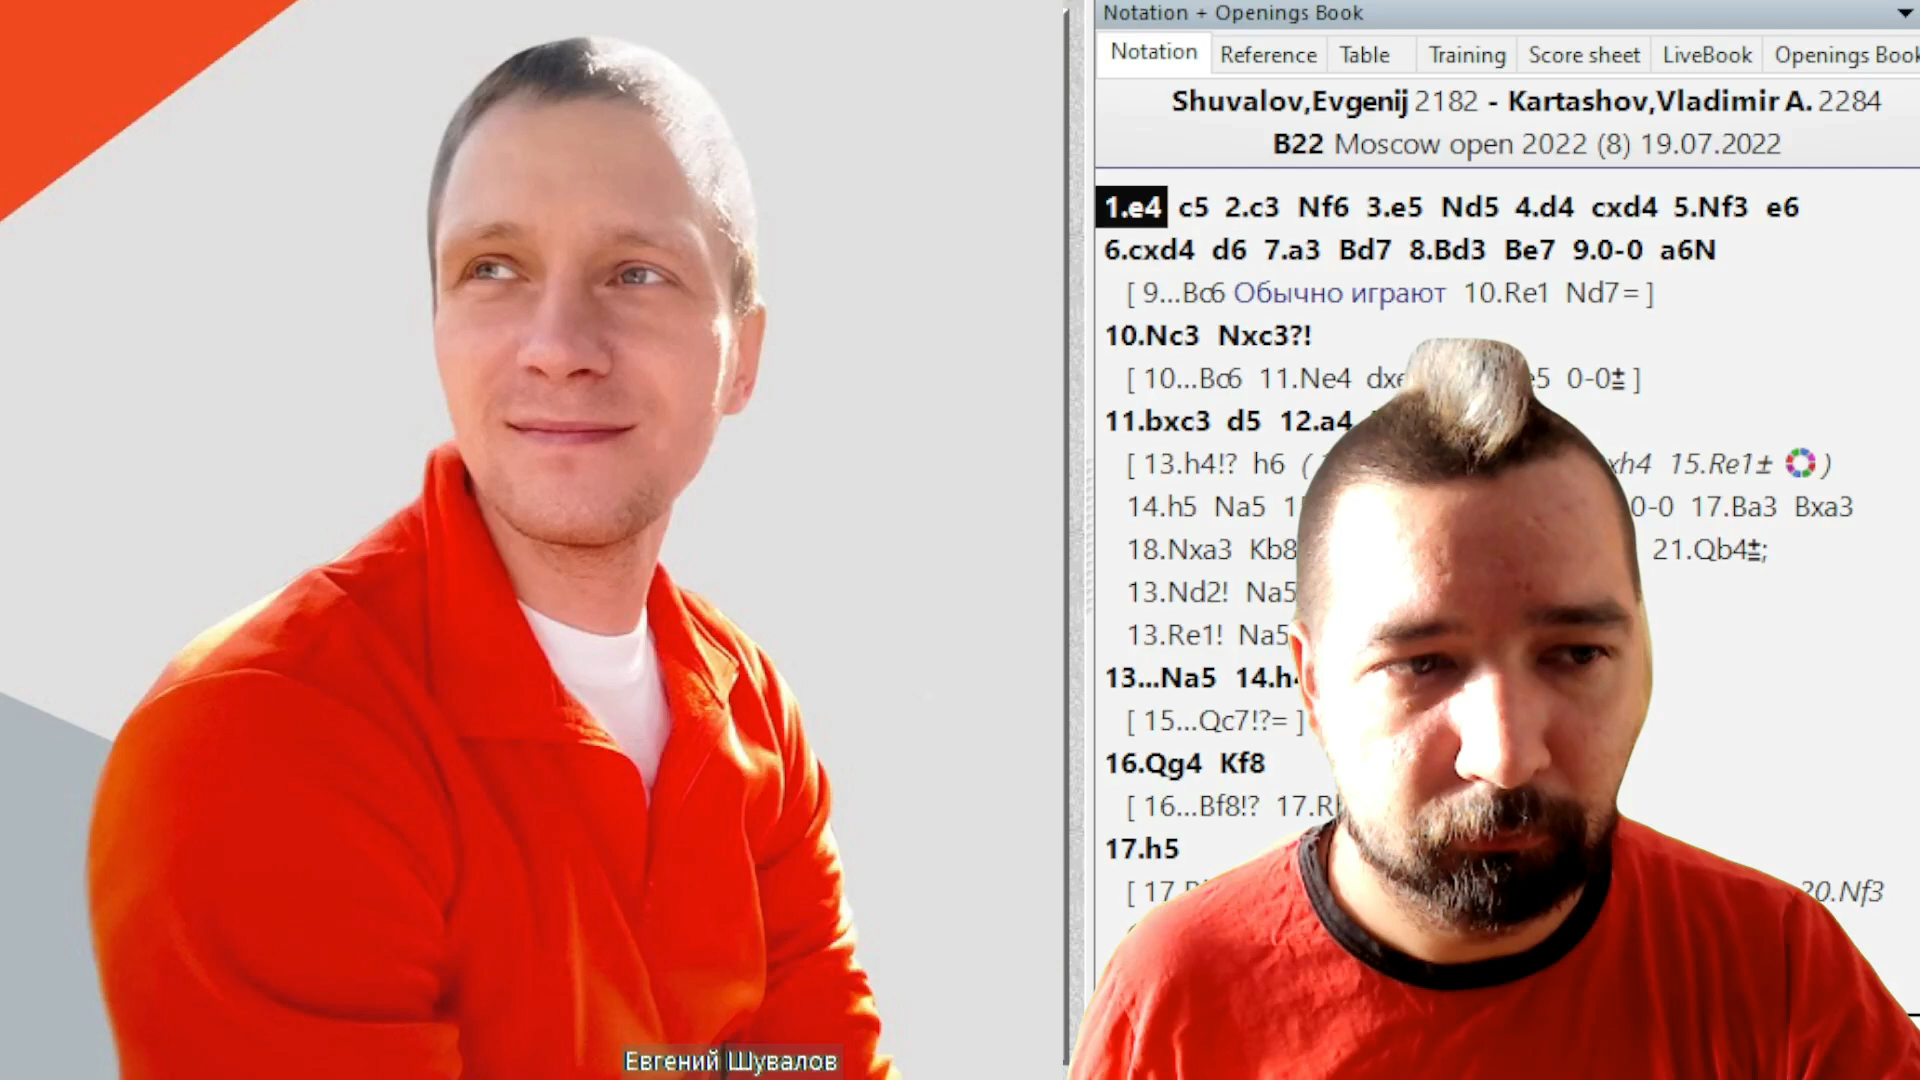 Notation + Openings Book
Notation Reference Table Training Score sheet LiveBook Openings Book
Shuvalov,Evgenij 2182 - Kartashov,Vladimir A. 2284
B22 Moscow open 2022 (8) 19.07.2022
1.e4 c5 2.c3 Nf6 3.e5 Nd5 4.d4 cxd4 5.Nf3 e6
6.cxd4 d6 7.a3 Bd7 8.Bd3 Be7 9.0-0 a6N
[ 9...Bc6 Обычно играют 10.Re1 Nd7= ]
10.Nc3 Nxc3?!
[ 10...Bc6 11.Ne4 0-0⩲ ]
11.bxc3 d5 12.a4
[ 13.h4!? h6 ( 15.Re1± )
14.h5 Na5 0-0 17.Ba3 Bxa3
18.Nxa3 Kb8 21.Qb4⩲;
13.Nd2! Na5
13.Re1! Na5
13...Na5
[ 15...Qc7!?= ]
16.Qg4 Kf8
[ 16...Bf8!?
17.h5
20.Nf3
Евгений Шувалов